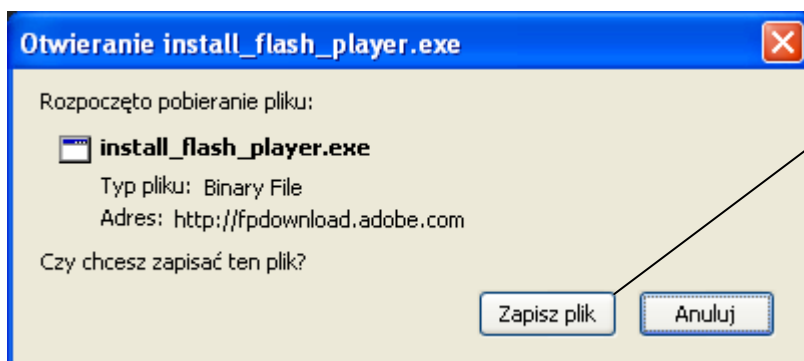 Otwieranie install_flash_player.exe
Rozpoczęto pobieranie pliku:
install_flash_player.exe
Typ pliku: Binary File
Adres: http://fpdownload.adobe.com
Czy chcesz zapisać ten plik?
Zapisz plik Anuluj